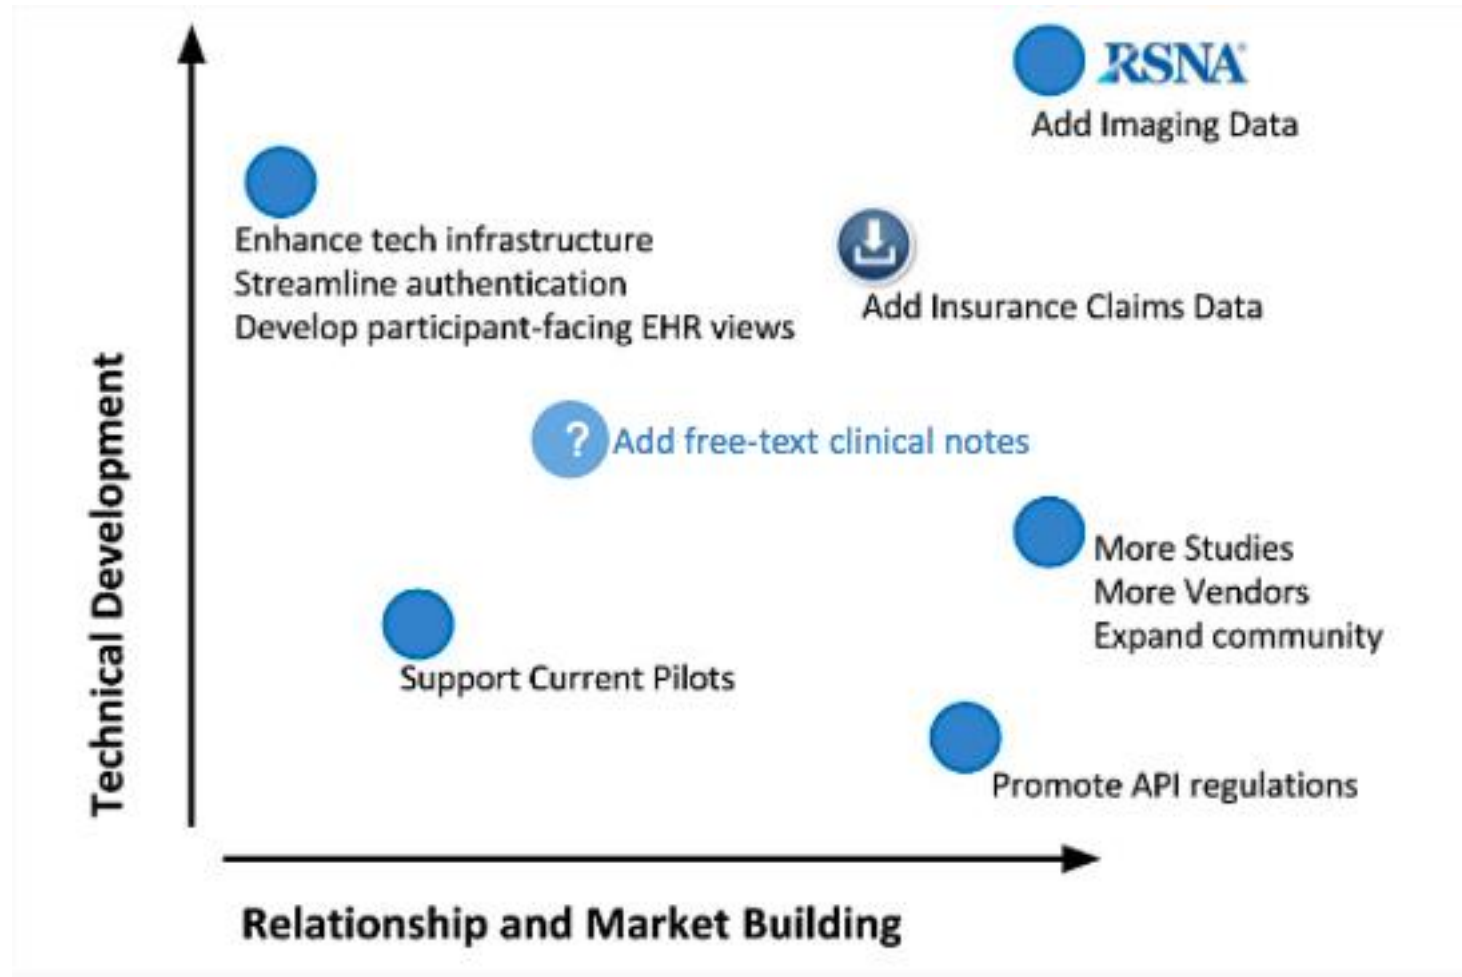 RSNA
Add Imaging Data
Enhance tech infrastructure
Streamline authentication
Develop participant-facing EHR views
Add Insurance Claims Data
? Add free-text clinical notes
More Studies
More Vendors
Expand community
Support Current Pilots
Promote API regulations
Technical Development
Relationship and Market Building